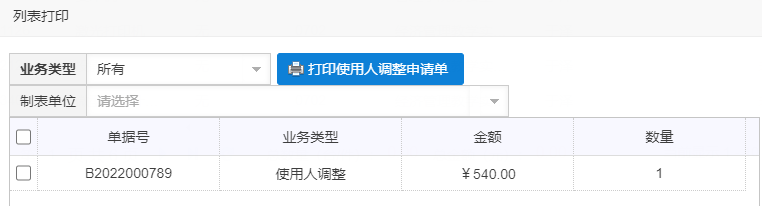 列表打印
业务类型 所有 打印使用人调整申请单
制表单位 请选择
单据号 业务类型 金额 数量
B2022000789 使用人调整 ￥540.00 1